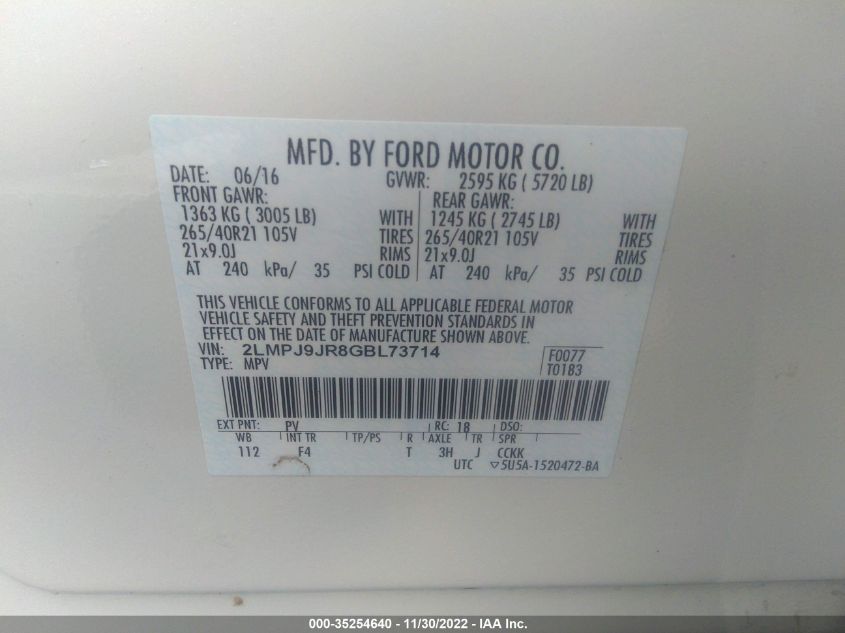 MFD. BY FORD MOTOR CO.
DATE: 06/16 GVWR: 2595 KG ( 5720 LB)
FRONT GAWR: REAR GAWR:
1363 KG ( 3005 LB) WITH 1245 KG ( 2745 LB) WITH
265/40R21 105V TIRES 265/40R21 105V TIRES
21x9.0J RIMS 21x9.0J RIMS
AT 240 kPa/ 35 PSI COLD AT 240 kPa/ 35 PSI COLD
THIS VEHICLE CONFORMS TO ALL APPLICABLE FEDERAL MOTOR
VEHICLE SAFETY AND THEFT PREVENTION STANDARDS IN
EFFECT ON THE DATE OF MANUFACTURE SHOWN ABOVE.
VIN: 2LMPJ9JR8GBL73714 F0077
TYPE: MPV T0183
EXT PNT: PV RC: 18 DSO:
WB INT TR TP/PS R AXLE TR SPR
112 F4 T 3H J CCKK
UTC ▽5U5A-1520472-BA
000-35254640 - 11/30/2022 - IAA Inc.